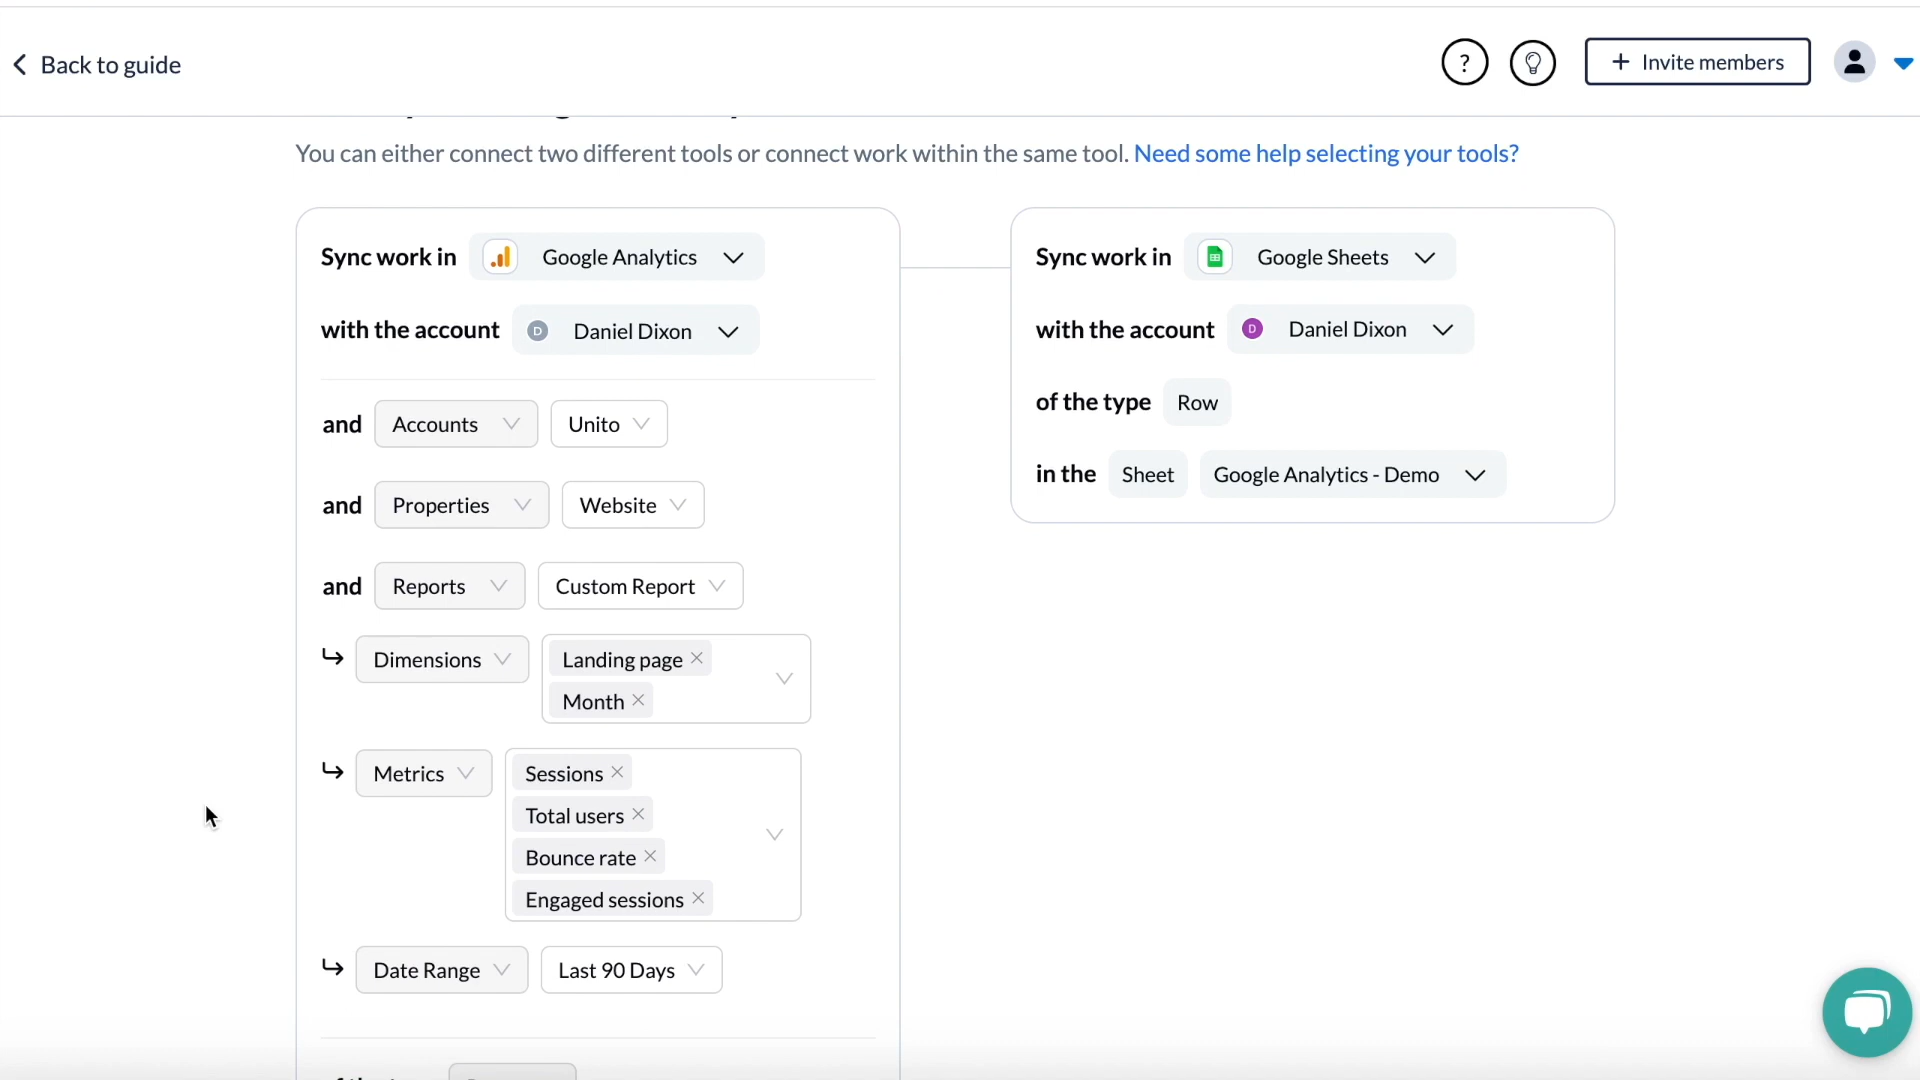 Back to guide
?
+ Invite members
You can either connect two different tools or connect work within the same tool. Need some help selecting your tools?
Sync work in Google Analytics
with the account D Daniel Dixon
and Accounts Unito
and Properties Website
and Reports Custom Report
Dimensions Landing page ×
Month ×
Metrics Sessions ×
Total users ×
Bounce rate ×
Engaged sessions ×
Date Range Last 90 Days
Sync work in Google Sheets
with the account D Daniel Dixon
of the type Row
in the Sheet Google Analytics - Demo